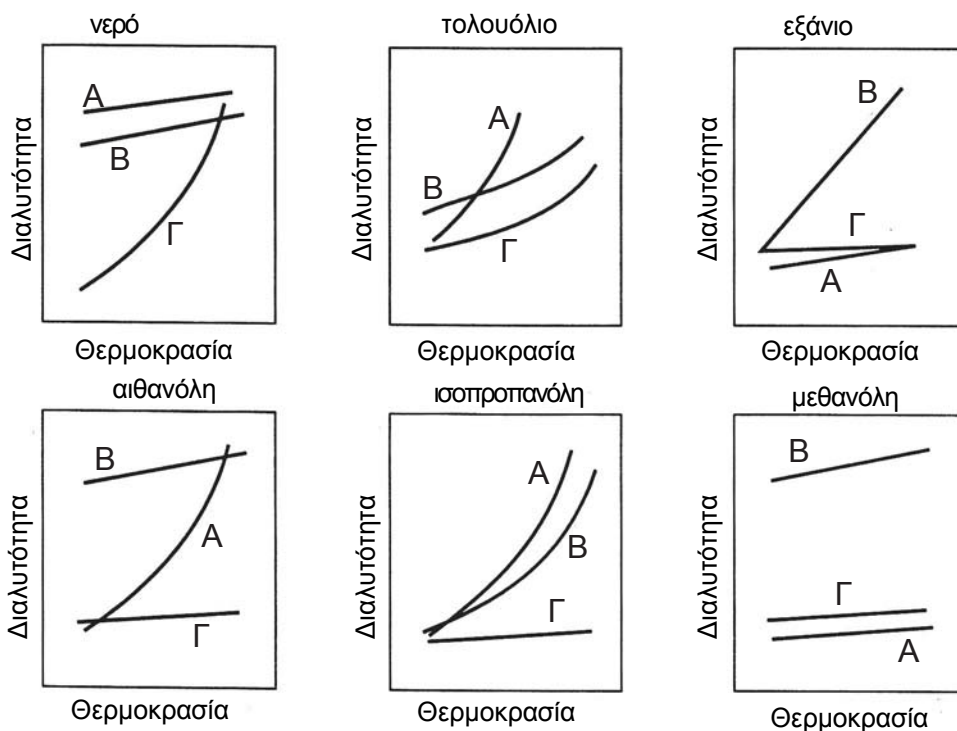 νερό
τολουόλιο
εξάνιο
Διαλυτότητα
Α
Β
Γ
Θερμοκρασία
Διαλυτότητα
Α
Β
Γ
Θερμοκρασία
Διαλυτότητα
Β
Γ
Α
Θερμοκρασία
αιθανόλη
ισοπροπανόλη
μεθανόλη
Διαλυτότητα
Β
Α
Γ
Θερμοκρασία
Διαλυτότητα
Α
Β
Γ
Θερμοκρασία
Διαλυτότητα
Β
Γ
Α
Θερμοκρασία